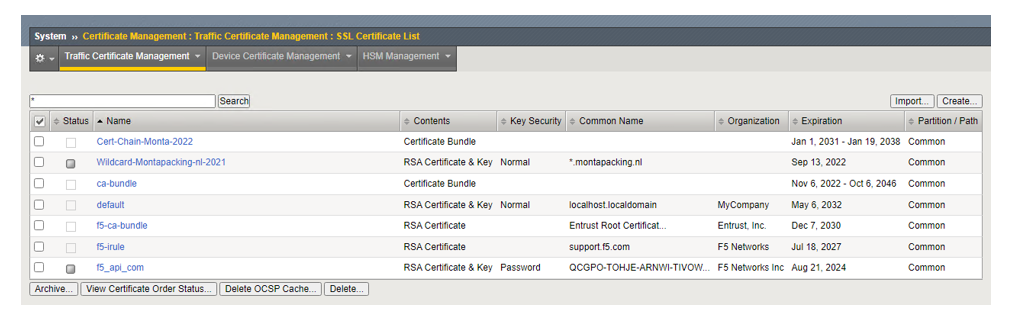 System ›› Certificate Management : Traffic Certificate Management : SSL Certificate List
Traffic Certificate Management Device Certificate Management HSM Management
* Search Import... Create...
Status Name Contents Key Security Common Name Organization Expiration Partition / Path
Cert-Chain-Monta-2022 Certificate Bundle Jan 1, 2031 - Jan 19, 2038 Common
Wildcard-Montapacking-nl-2021 RSA Certificate & Key Normal *.montapacking.nl Sep 13, 2022 Common
ca-bundle Certificate Bundle Nov 6, 2022 - Oct 6, 2046 Common
default RSA Certificate & Key Normal localhost.localdomain MyCompany May 6, 2032 Common
f5-ca-bundle RSA Certificate Entrust Root Certificat... Entrust, Inc. Dec 7, 2030 Common
f5-irule RSA Certificate support.f5.com F5 Networks Jul 18, 2027 Common
f5_api_com RSA Certificate & Key Password QCGPO-TOHJE-ARNWI-TIVOW... F5 Networks Inc Aug 21, 2024 Common
Archive... View Certificate Order Status... Delete OCSP Cache... Delete...